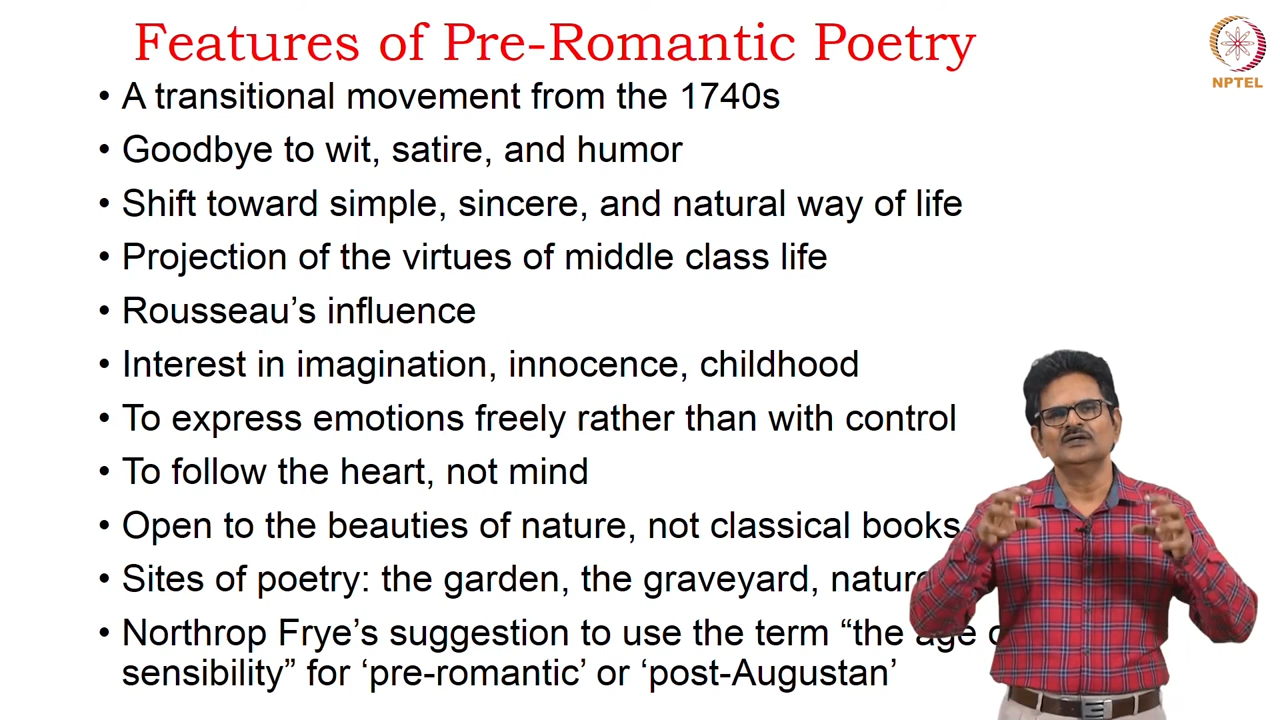 Features of Pre-Romantic Poetry
NPTEL
• A transitional movement from the 1740s
• Goodbye to wit, satire, and humor
• Shift toward simple, sincere, and natural way of life
• Projection of the virtues of middle class life
• Rousseau’s influence
• Interest in imagination, innocence, childhood
• To express emotions freely rather than with control
• To follow the heart, not mind
• Open to the beauties of nature, not classical books
• Sites of poetry: the garden, the graveyard, nature
• Northrop Frye’s suggestion to use the term “the age
sensibility” for ‘pre-romantic’ or ‘post-Augustan’